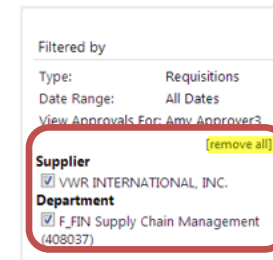 Filtered by
Type: Requisitions
Date Range: All Dates
View Approvals For: Amy Approver3
[remove all]
Supplier
VWR INTERNATIONAL, INC.
Department
F_FIN Supply Chain Management
(408037)